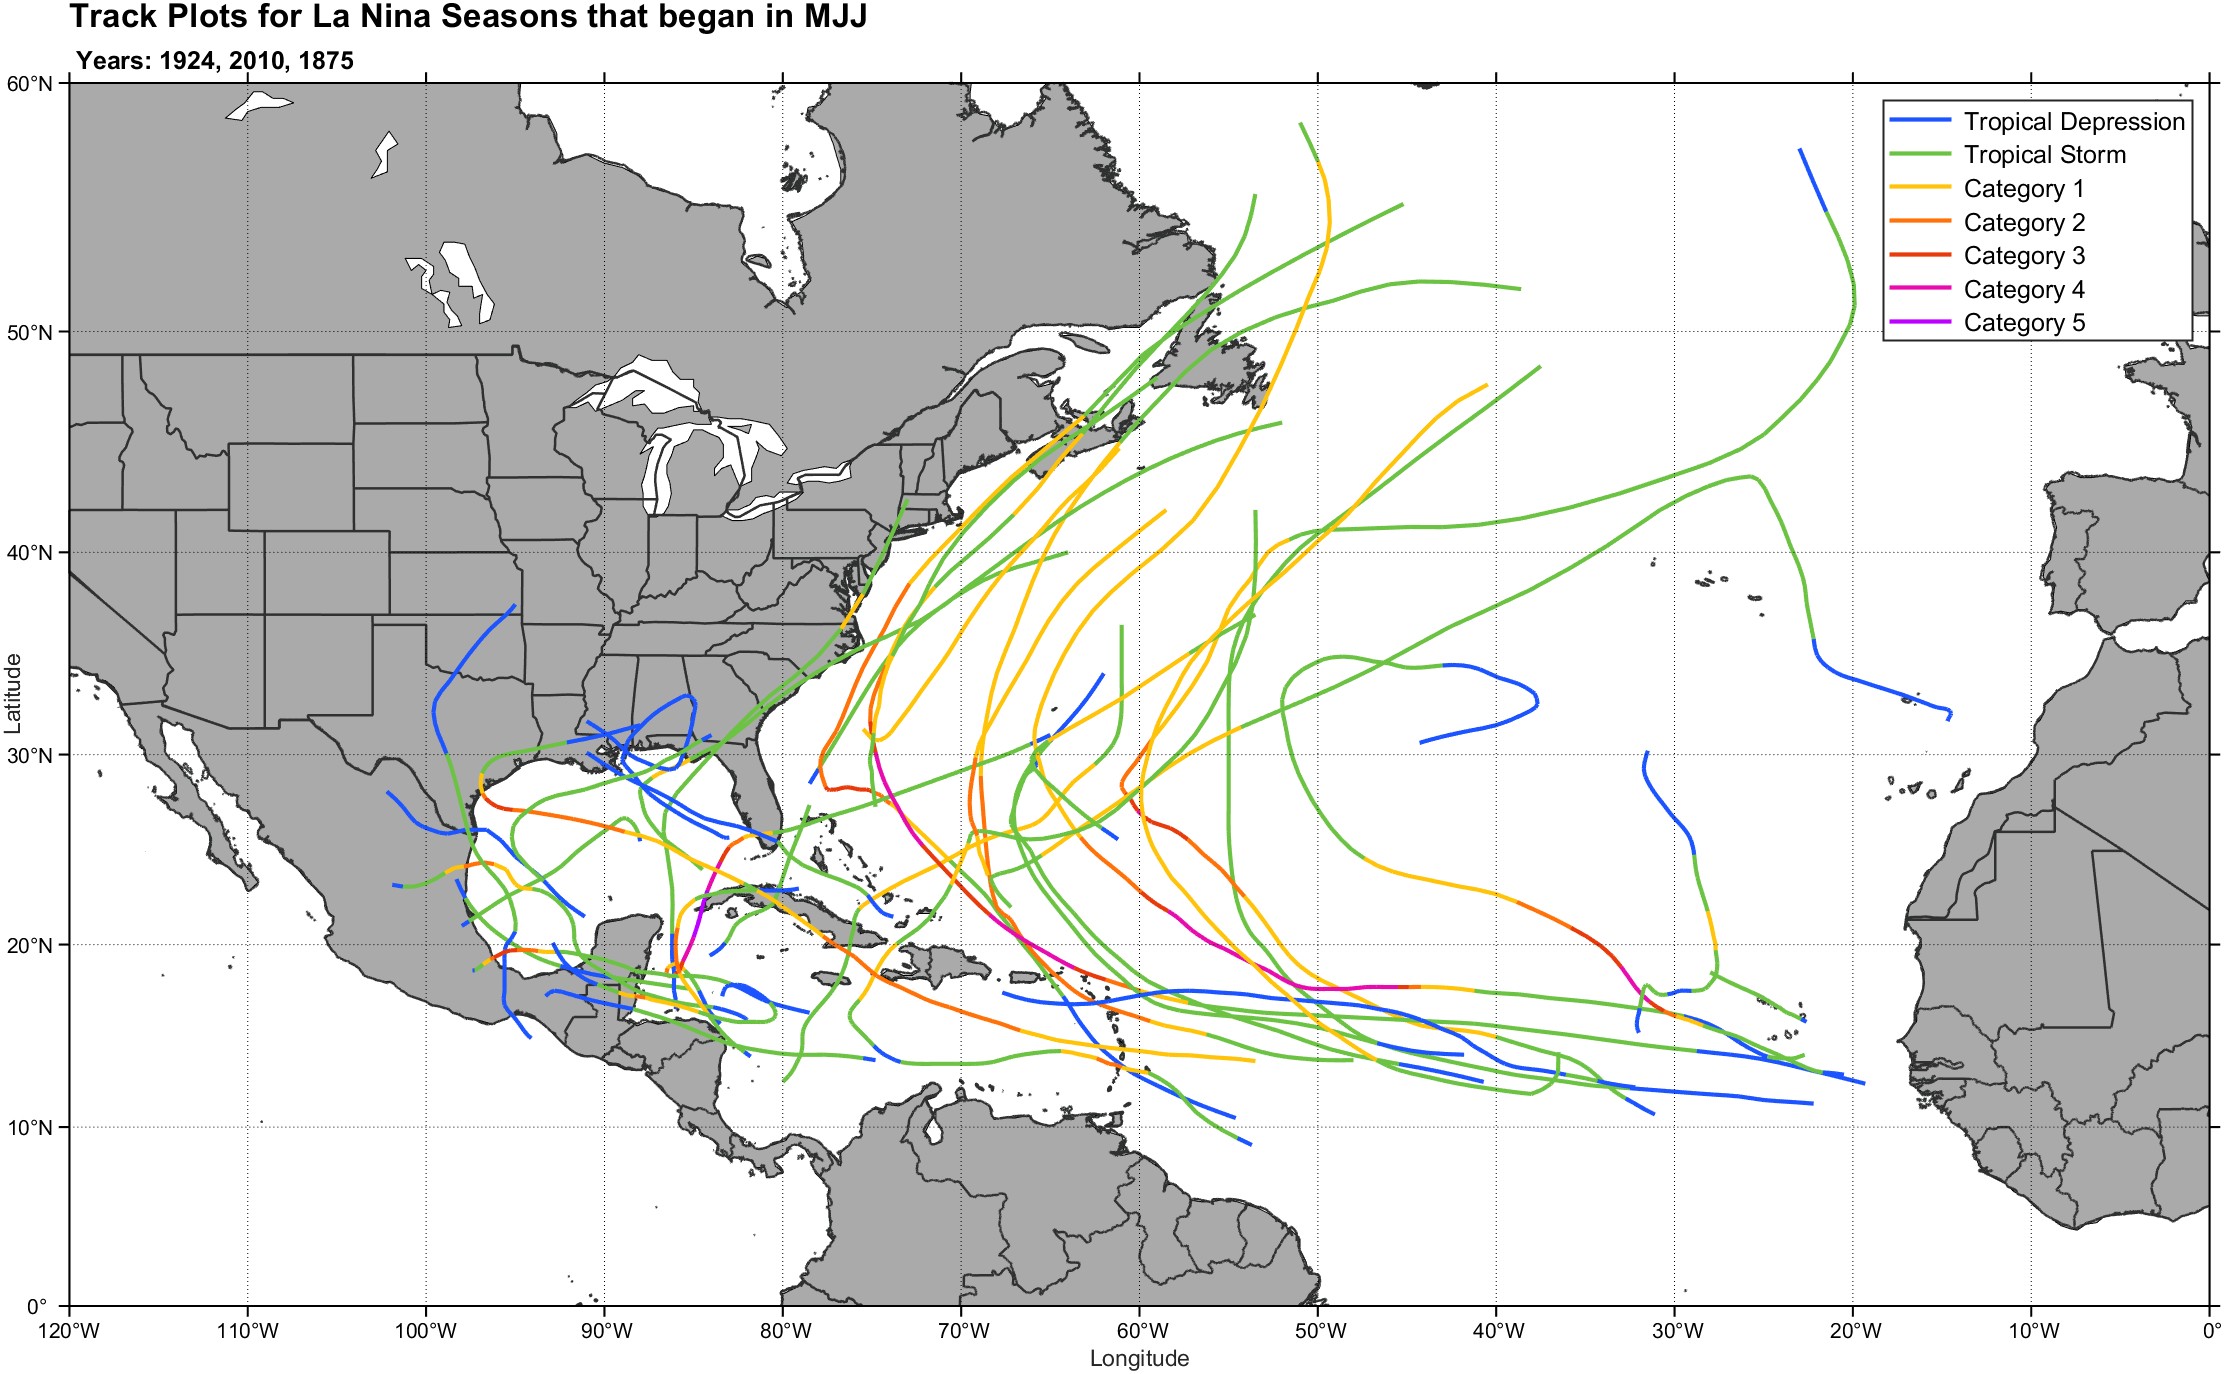 Track Plots for La Nina Seasons that began in MJJ
Years: 1924, 2010, 1875
60°N
50°N
40°N
30°N
20°N
10°N
0°
Latitude
Tropical Depression
Tropical Storm
Category 1
Category 2
Category 3
Category 4
Category 5
120°W 110°W 100°W 90°W 80°W 70°W 60°W 50°W 40°W 30°W 20°W 10°W 0°
Longitude